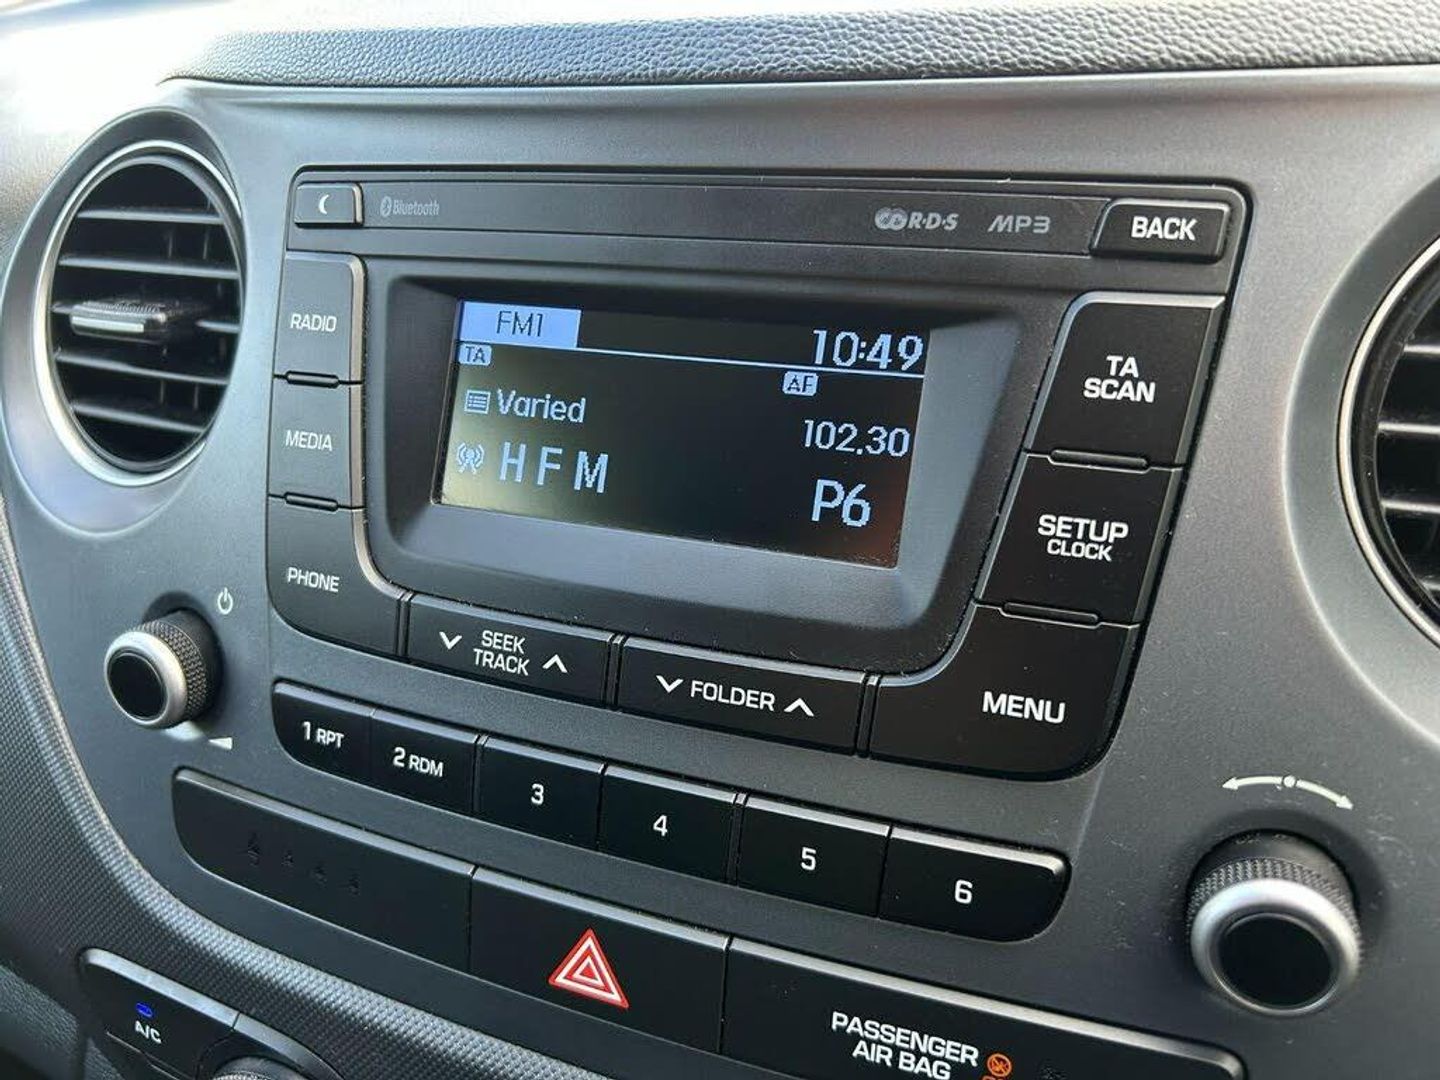 Bluetooth
R·D·S
MP3
BACK
RADIO
MEDIA
PHONE
FM1
10:49
TA
AF
Varied
102.30
HFM
P6
TA
SCAN
SETUP
CLOCK
SEEK
TRACK
FOLDER
MENU
1 RPT
2 RDM
3
4
5
6
A/C
PASSENGER
AIR BAG